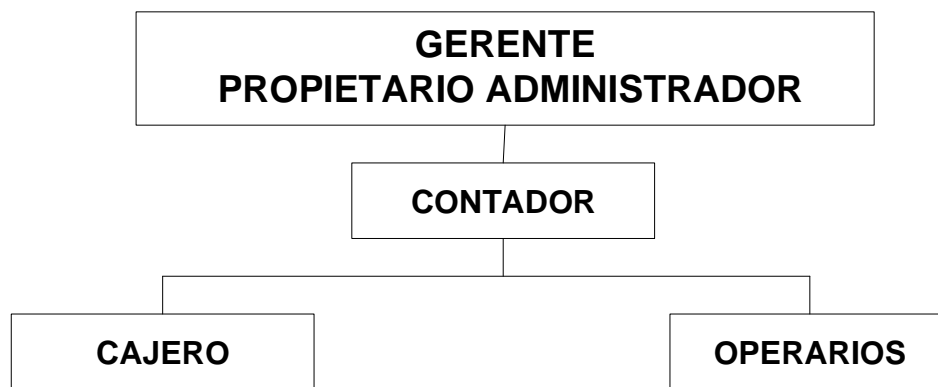 GERENTE
PROPIETARIO ADMINISTRADOR
CONTADOR
CAJERO
OPERARIOS